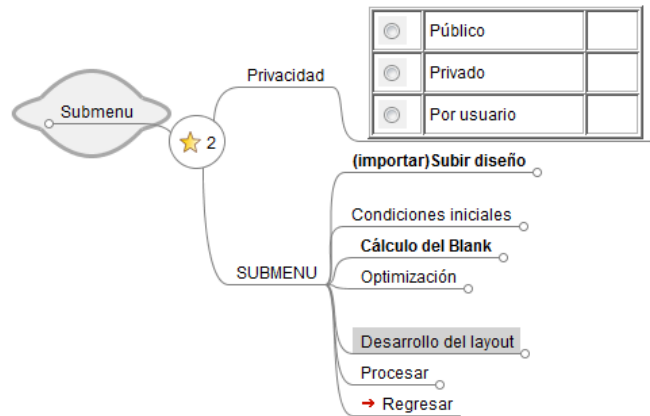 Submenu
2
Privacidad
Público
Privado
Por usuario
SUBMENU
(importar)Subir diseño
Condiciones iniciales
Cálculo del Blank
Optimización
Desarrollo del layout
Procesar
Regresar